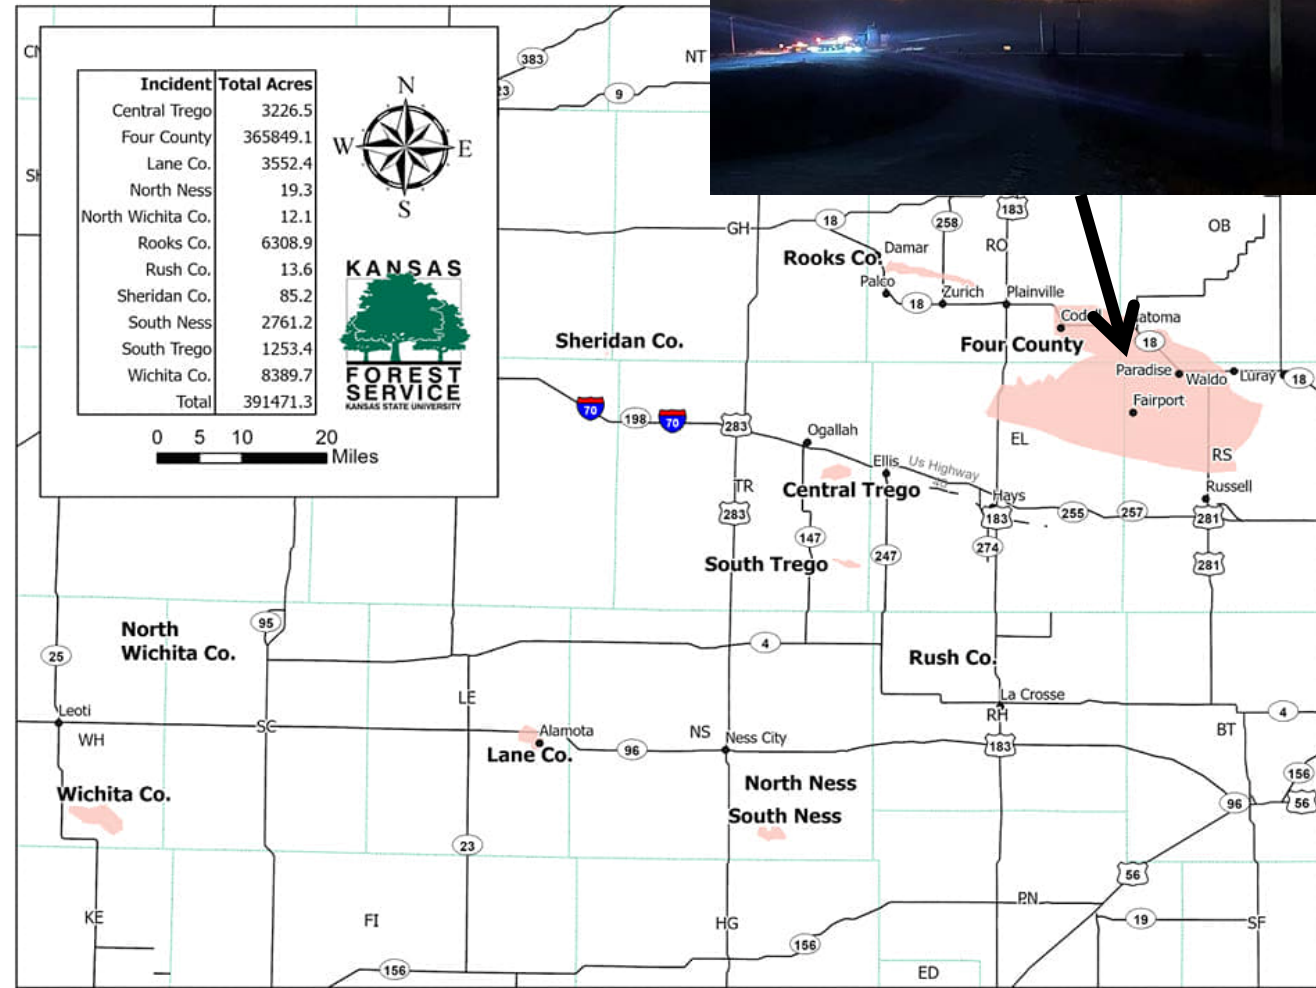 Incident Total Acres
Central Trego 3226.5
Four County 365849.1
Lane Co. 3552.4
North Ness 19.3
North Wichita Co. 12.1
Rooks Co. 6308.9
Rush Co. 13.6
Sheridan Co. 85.2
South Ness 2761.2
South Trego 1253.4
Wichita Co. 8389.7
Total 391471.3
N
W E
S
KANSAS
FOREST
SERVICE
KANSAS STATE UNIVERSITY
0 5 10 20
Miles
383
NT
23
9
18
258
183
GH
RO
OB
Damar
Rooks Co.
Palco
18
Zurich
Plainville
Sheridan Co.
Four County
18
Paradise
Waldo
Luray
18
Fairport
70
198
70
283
Ogallah
EL
RS
Ellis
Us Highway
40
TR
Central Trego
Hays
Russell
283
183
255
257
281
147
247
274
South Trego
281
North
Wichita Co.
95
25
4
Rush Co.
LE
La Crosse
Leoti
SC
RH
4
WH
Alamota
NS
Ness City
BT
Lane Co.
96
183
156
Wichita Co.
North Ness
96
56
South Ness
23
56
KE
FI
HG
PN
19
SF
156
156
ED